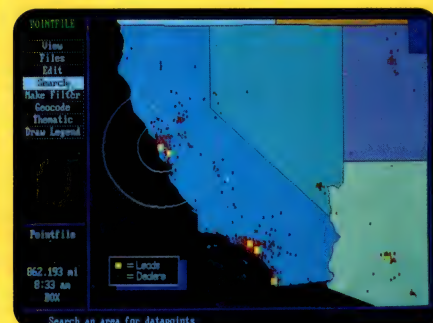 POINTFILE
View
Files
Edit
Search
Make Filter
Geocode
Thematic
Draw Legend
Pointfile
862.193 mi
8:33 am
BOX
= Leads
= Dealers
Search an area for datapoints